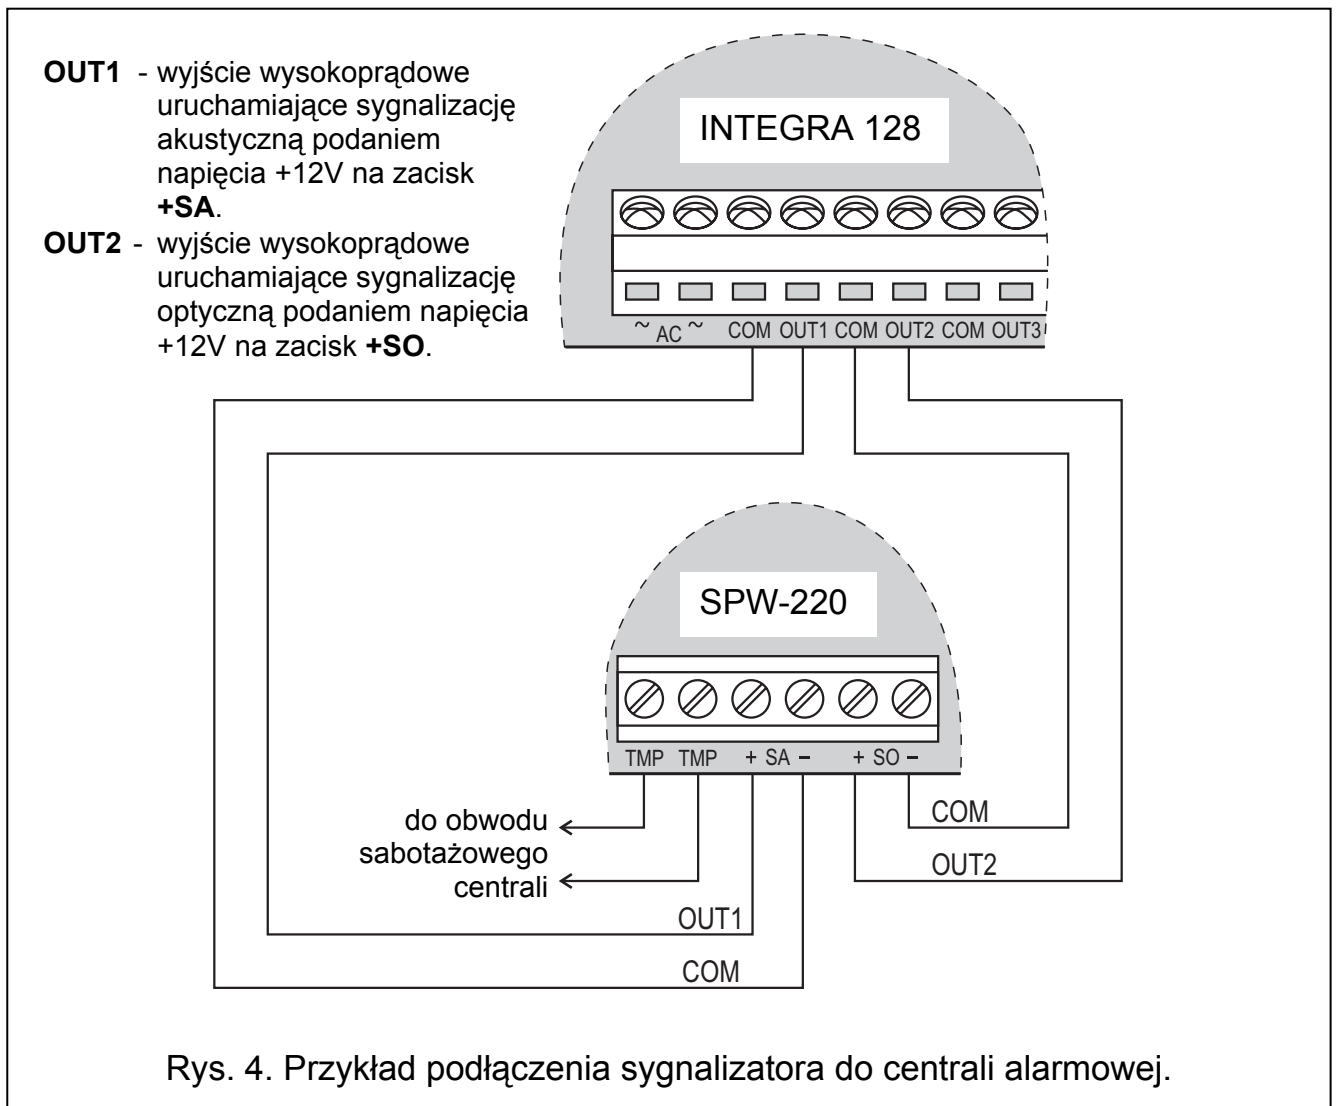 OUT1 - wyjście wysokoprądowe
uruchamiające sygnalizację
akustyczną podaniem
napięcia +12V na zacisk
+SA.
OUT2 - wyjście wysokoprądowe
uruchamiające sygnalizację
optyczną podaniem napięcia
+12V na zacisk +SO.
INTEGRA 128
~ AC ~ COM OUT1 COM OUT2 COM OUT3
SPW-220
TMP TMP + SA – + SO –
do obwodu
sabotażowego
centrali
COM
OUT2
OUT1
COM
Rys. 4. Przykład podłączenia sygnalizatora do centrali alarmowej.